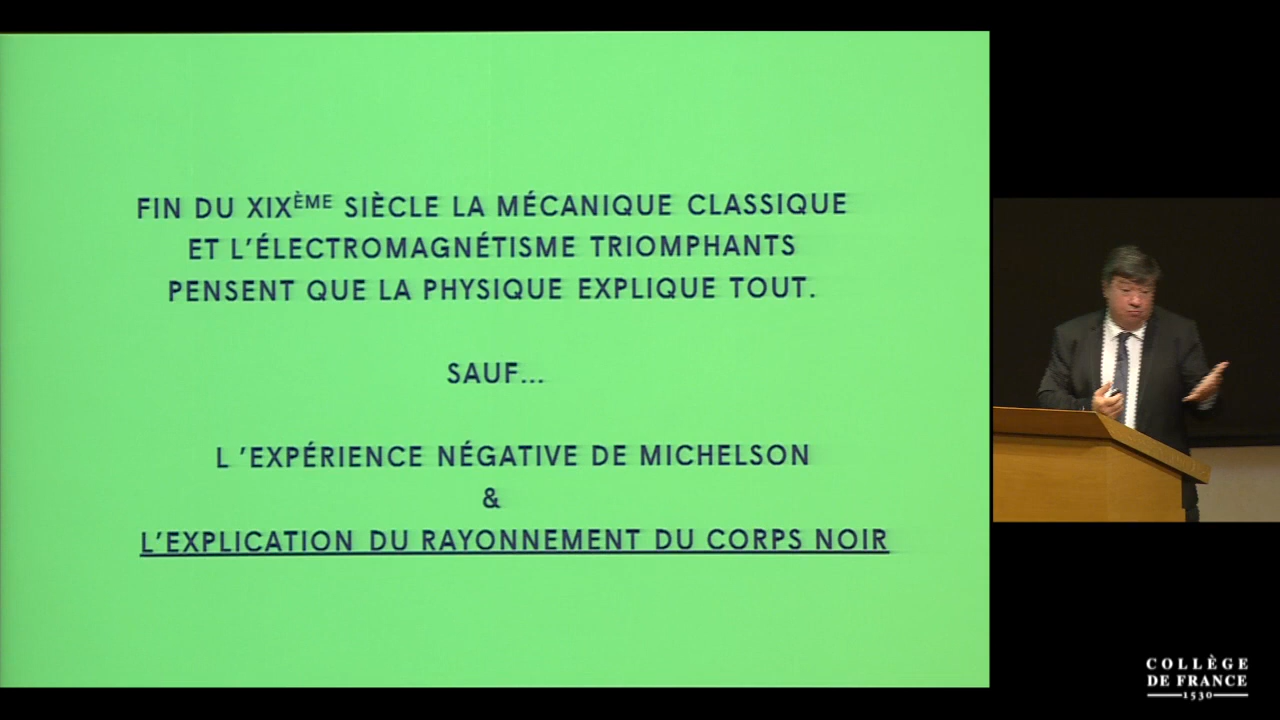 FIN DU XIXÈME SIÈCLE LA MÉCANIQUE CLASSIQUE
ET L'ÉLECTROMAGNÉTISME TRIOMPHANTS
PENSENT QUE LA PHYSIQUE EXPLIQUE TOUT.
SAUF...
L 'EXPÉRIENCE NÉGATIVE DE MICHELSON
&
L'EXPLICATION DU RAYONNEMENT DU CORPS NOIR
COLLÈGE
DE FRANCE
1530